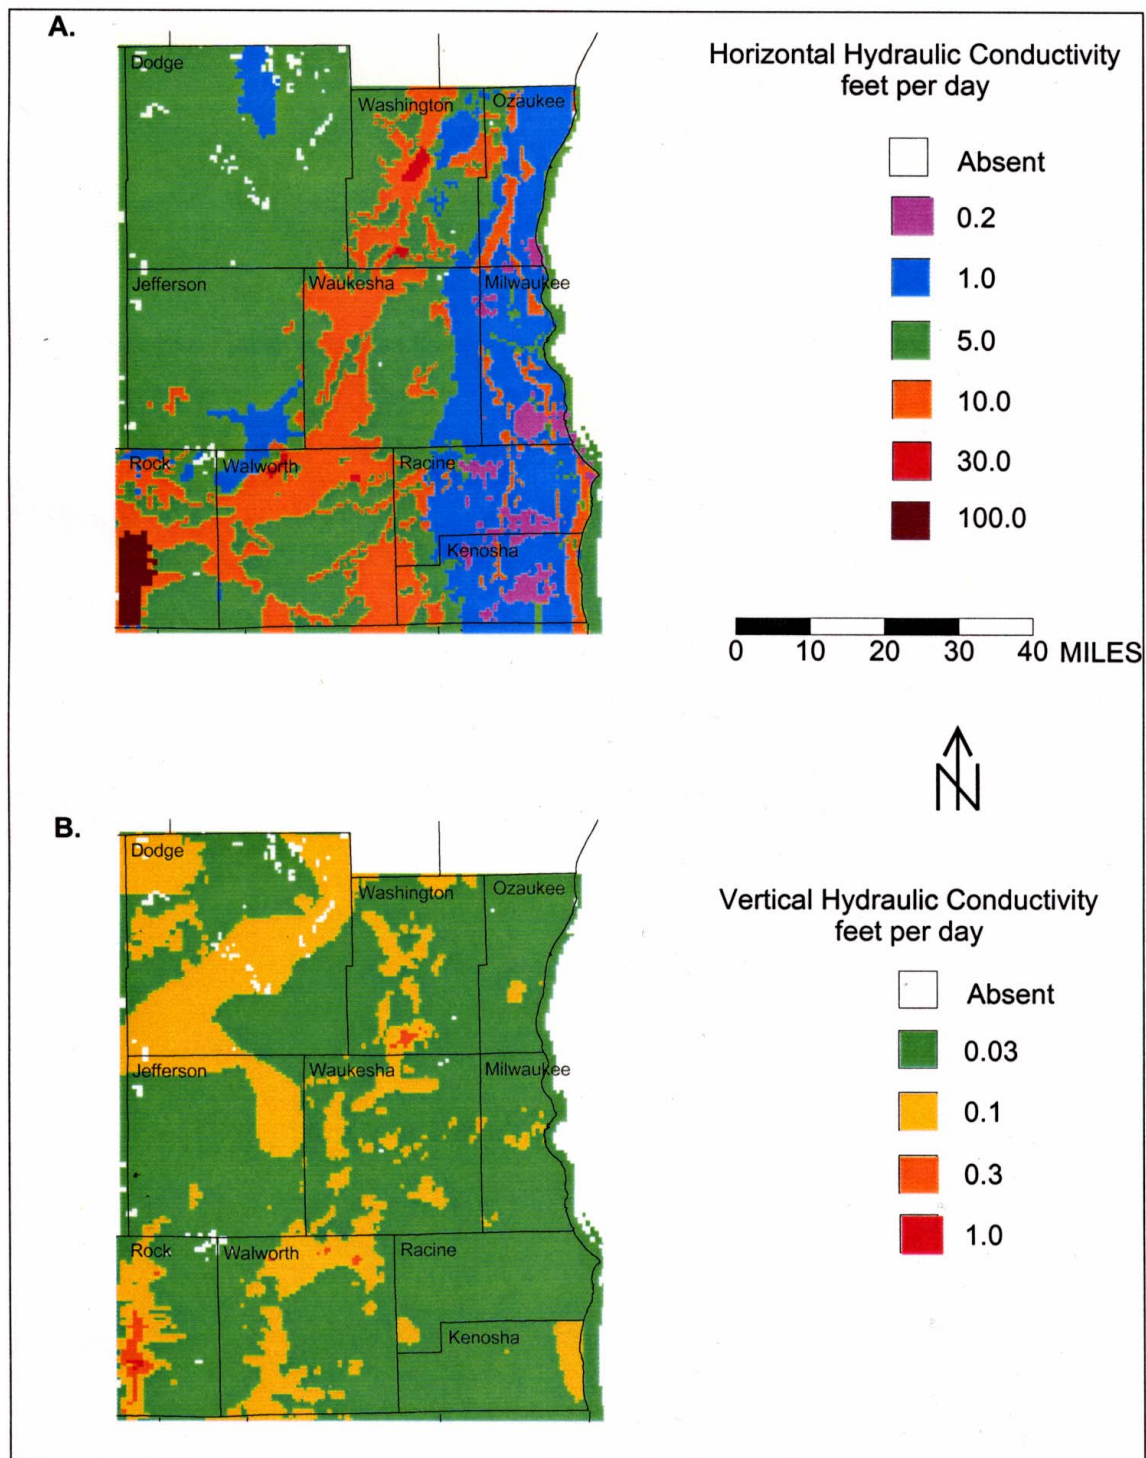 A.
Horizontal Hydraulic Conductivity
feet per day
Dodge
Washington
Ozaukee
Jefferson
Waukesha
Milwaukee
Rock
Walworth
Racine
Kenosha
Absent
0.2
1.0
5.0
10.0
30.0
100.0
0 10 20 30 40 MILES
N
B.
Vertical Hydraulic Conductivity
feet per day
Dodge
Washington
Ozaukee
Jefferson
Waukesha
Milwaukee
Rock
Walworth
Racine
Kenosha
Absent
0.03
0.1
0.3
1.0